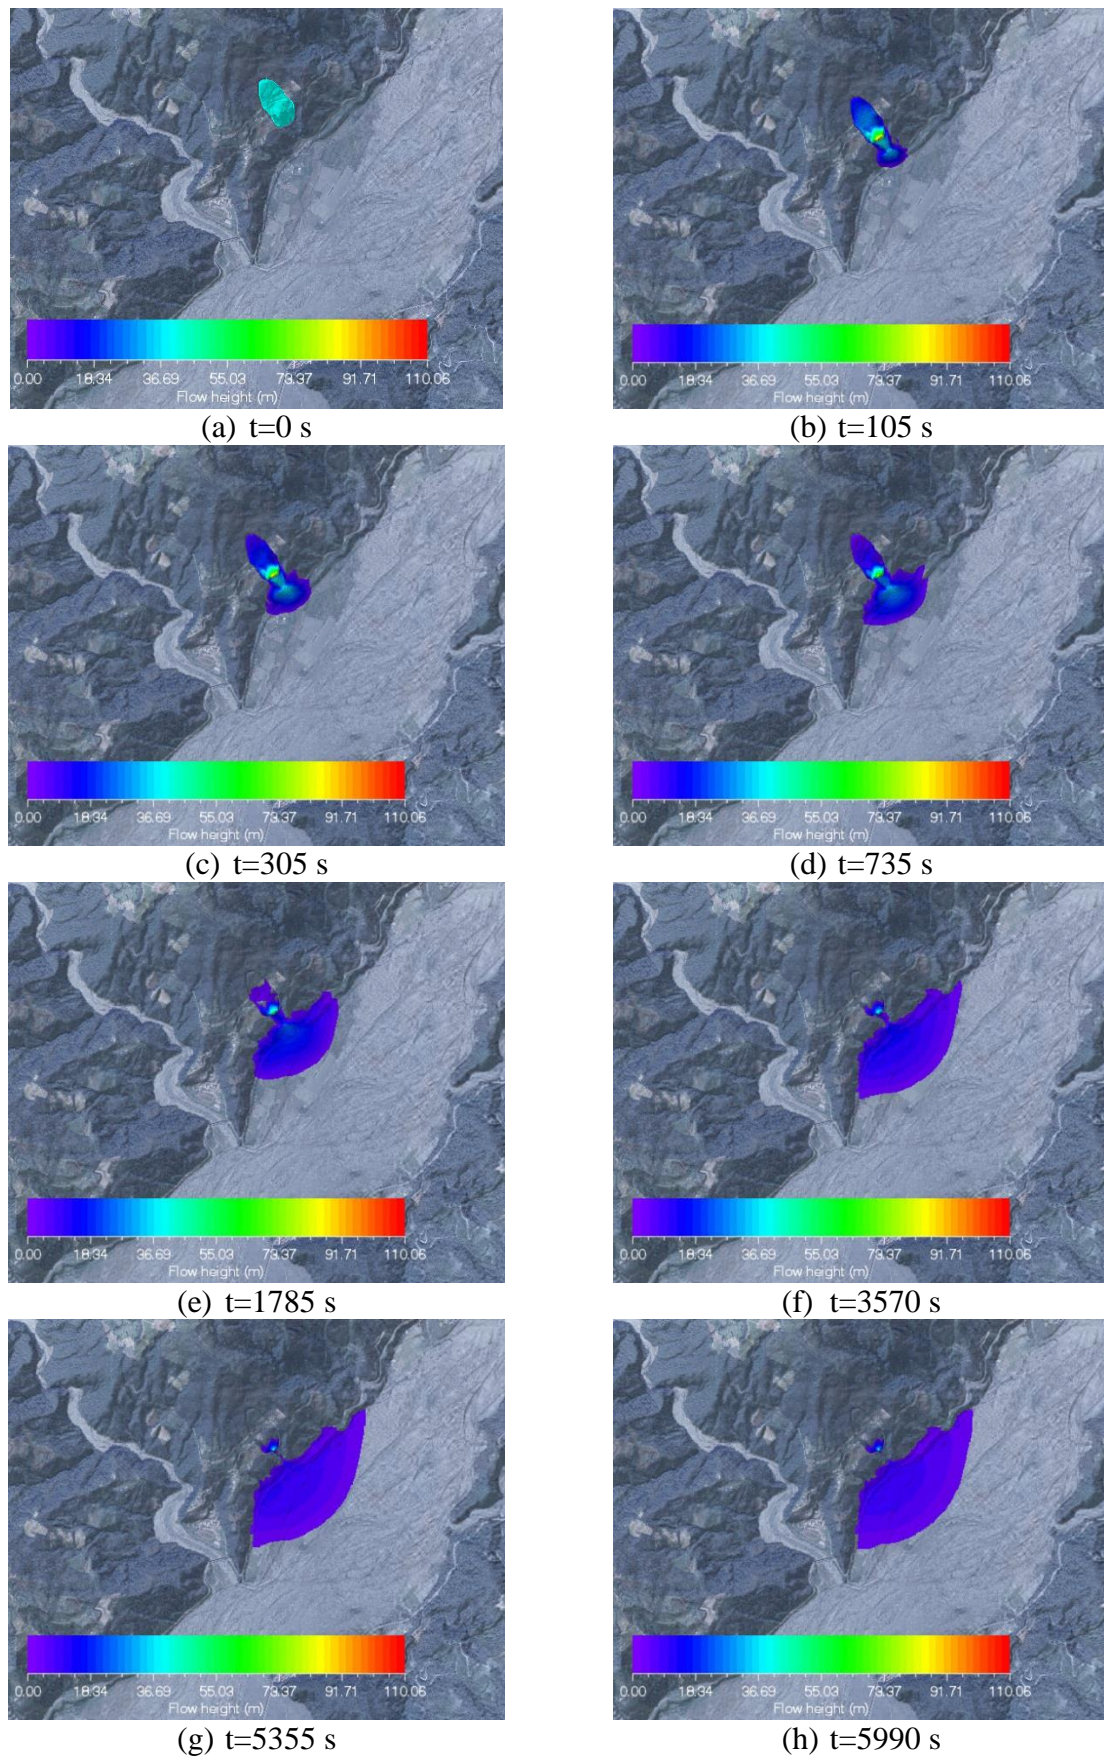 0.00 18.34 36.69 55.03 73.37 91.71 110.06
Flow height (m)
0.00 18.34 36.69 55.03 73.37 91.71 110.06
Flow height (m)
(a) t=0 s
(b) t=105 s
0.00 18.34 36.69 55.03 73.37 91.71 110.06
Flow height (m)
0.00 18.34 36.69 55.03 73.37 91.71 110.06
Flow height (m)
(c) t=305 s
(d) t=735 s
0.00 18.34 36.69 55.03 73.37 91.71 110.06
Flow height (m)
0.00 18.34 36.69 55.03 73.37 91.71 110.06
Flow height (m)
(e) t=1785 s
(f) t=3570 s
0.00 18.34 36.69 55.03 73.37 91.71 110.06
Flow height (m)
0.00 18.34 36.69 55.03 73.37 91.71 110.06
Flow height (m)
(g) t=5355 s
(h) t=5990 s